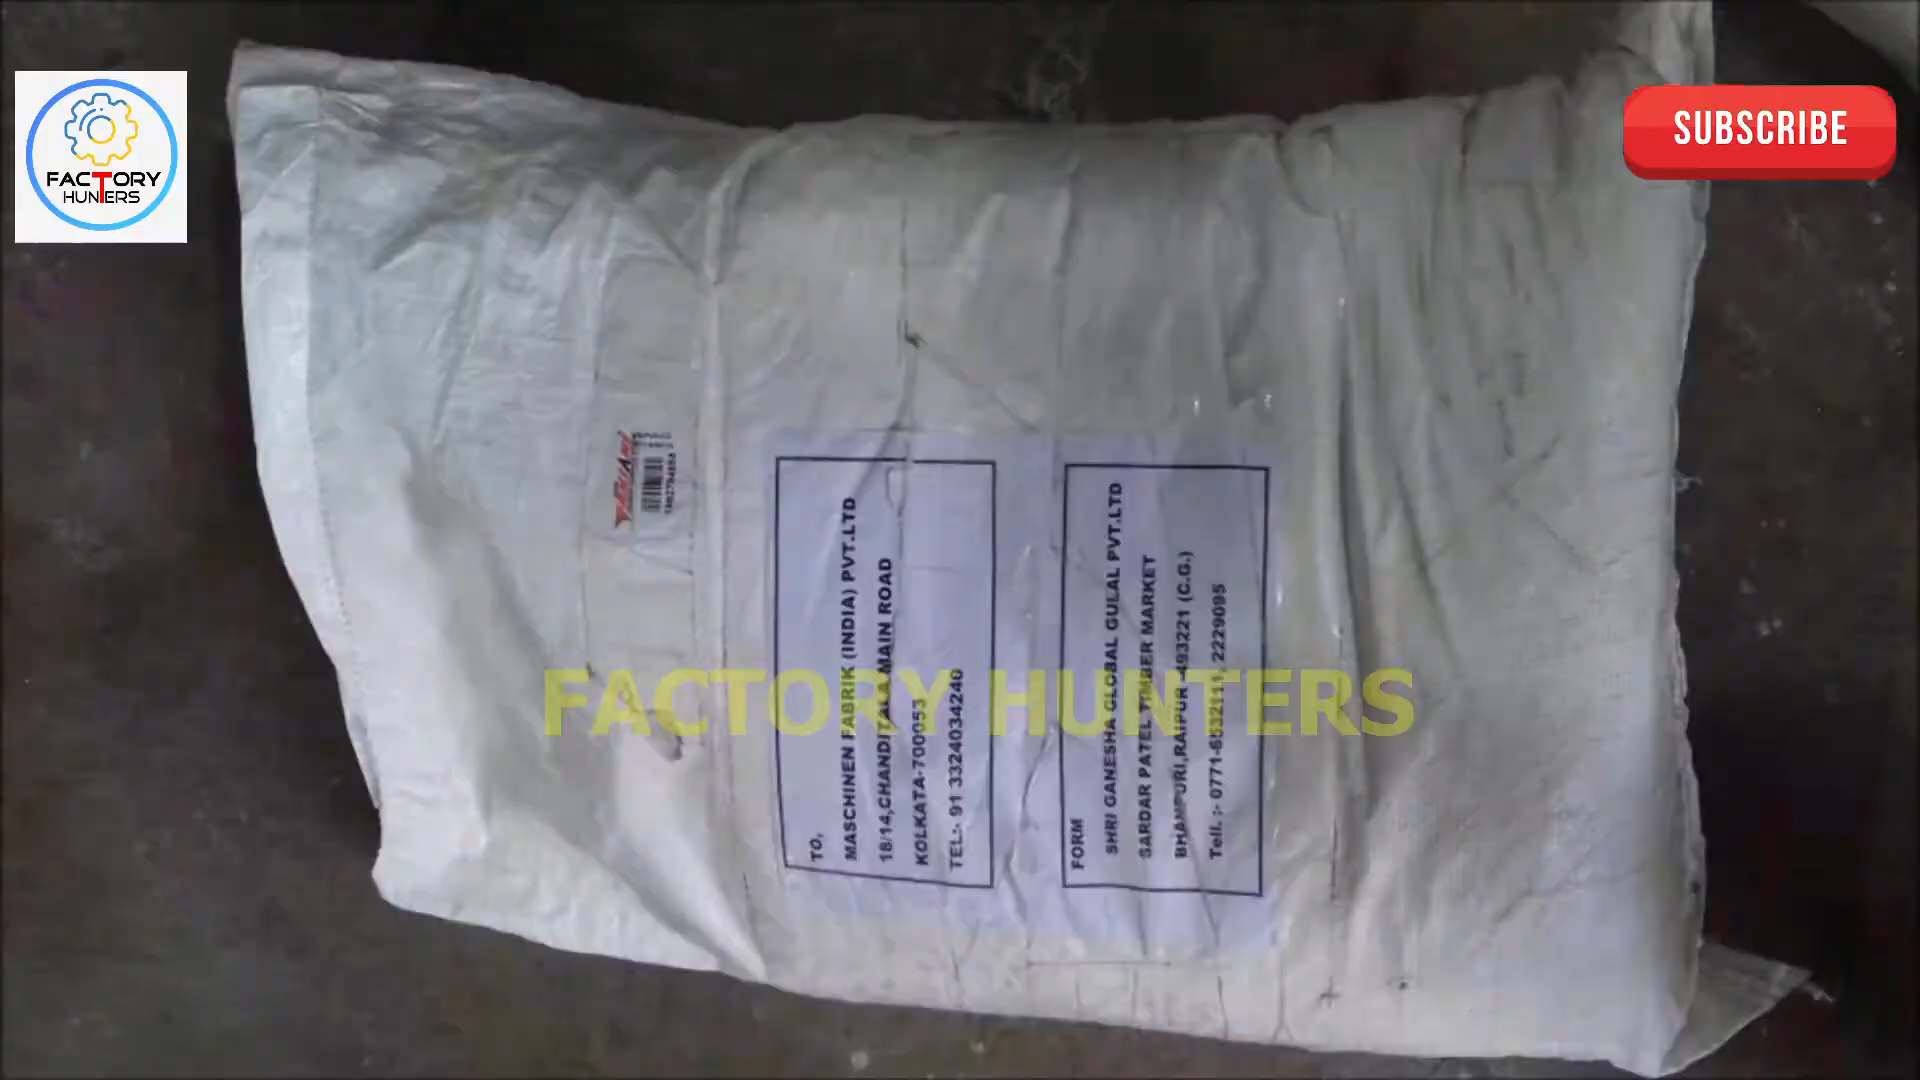 FACTORY
HUNTERS
SUBSCRIBE
TO,
MASCHINEN FABRIK (INDIA) PVT.LTD
18/14,CHANDITALA MAIN ROAD
KOLKATA-700053
TEL:- 91 3324034240
FORM
SHRI GANESHA GLOBAL GULAL PVT.LTD
SARDAR PATEL TIMBER MARKET
BHANPURI,RAIPUR -493221 (C.G.)
Tell. :- 0771-6532111, 2229095
FACTORY HUNTERS